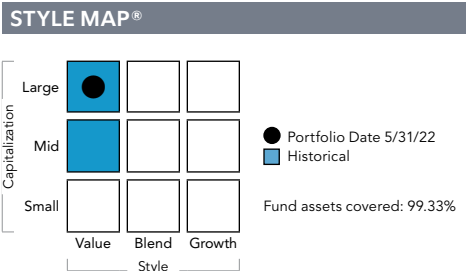 STYLE MAP®
Capitalization
Large
Mid
Small
Value Blend Growth
Style
Portfolio Date 5/31/22
Historical
Fund assets covered: 99.33%